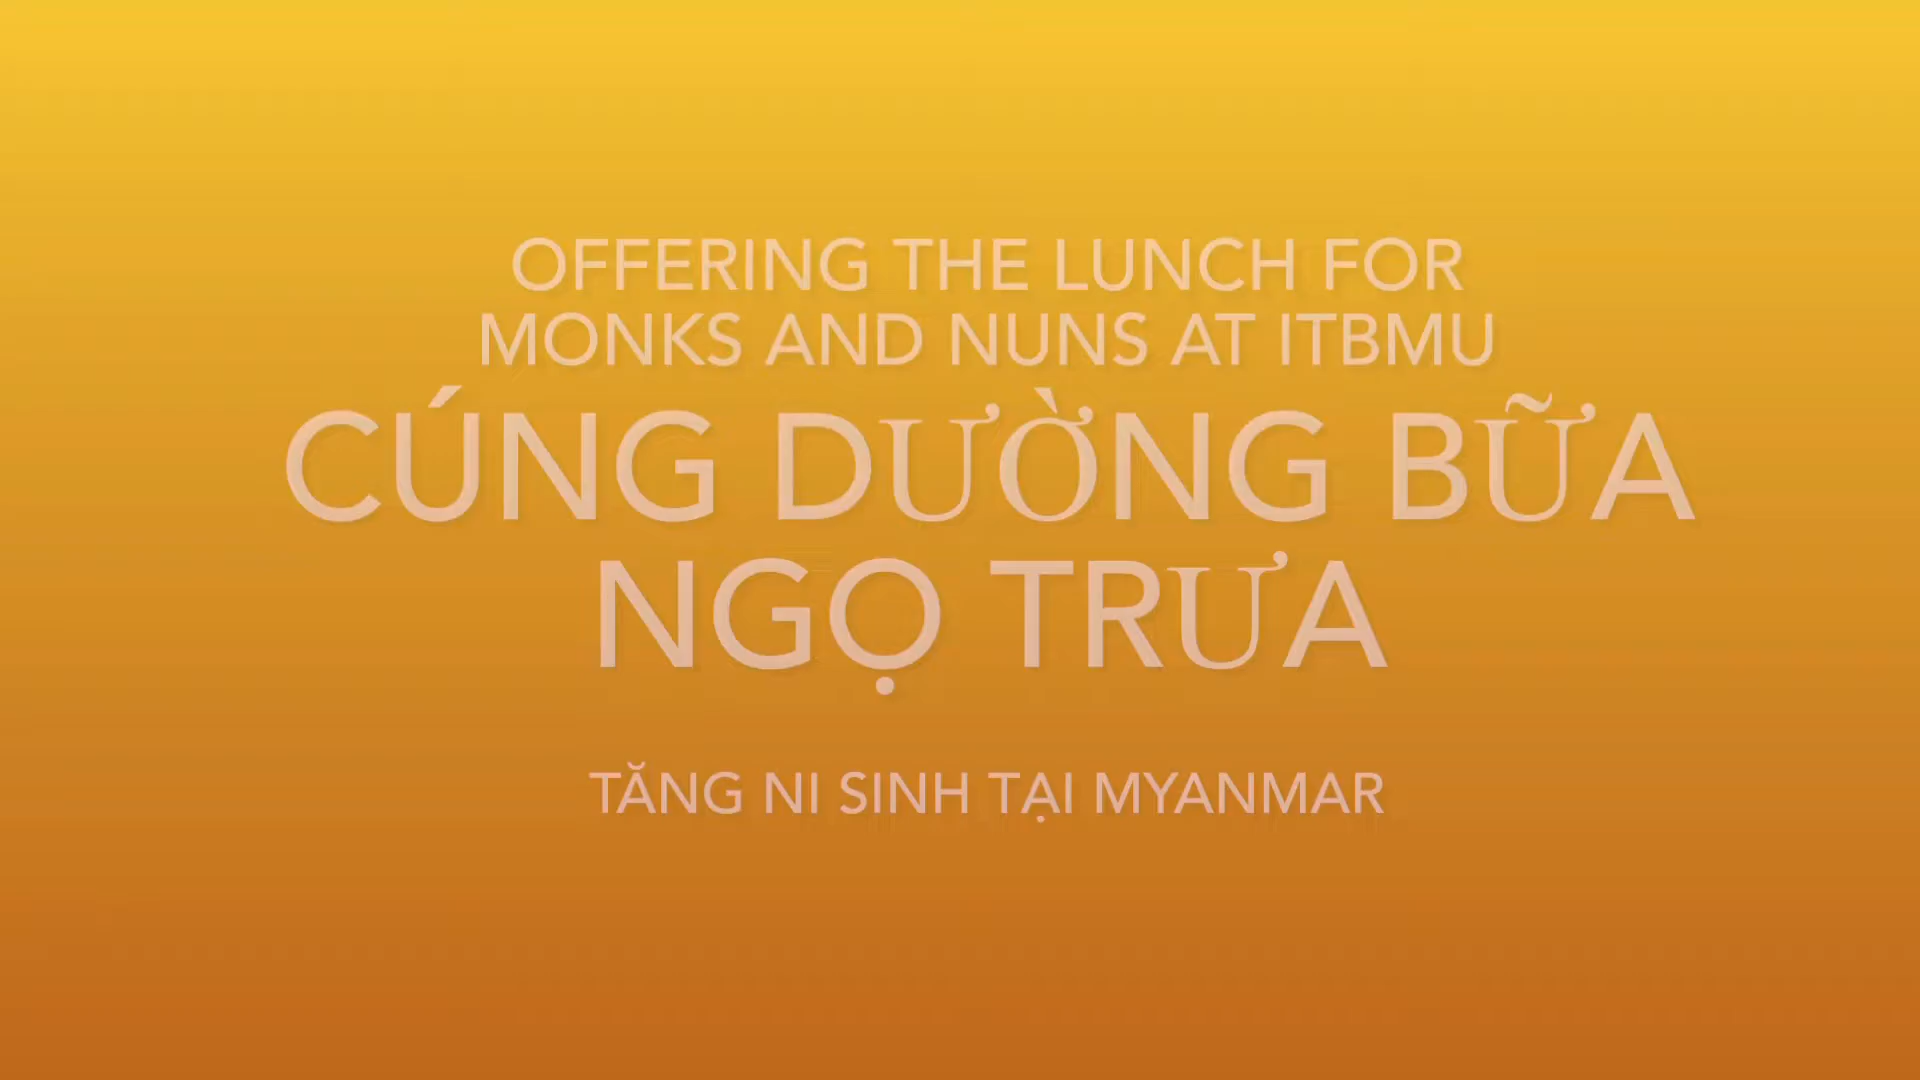 OFFERING THE LUNCH FOR
MONKS AND NUNS AT ITBMU
CÚNG DƯỜNG BỮA
NGỌ TRƯA
TĂNG NI SINH TẠI MYANMAR